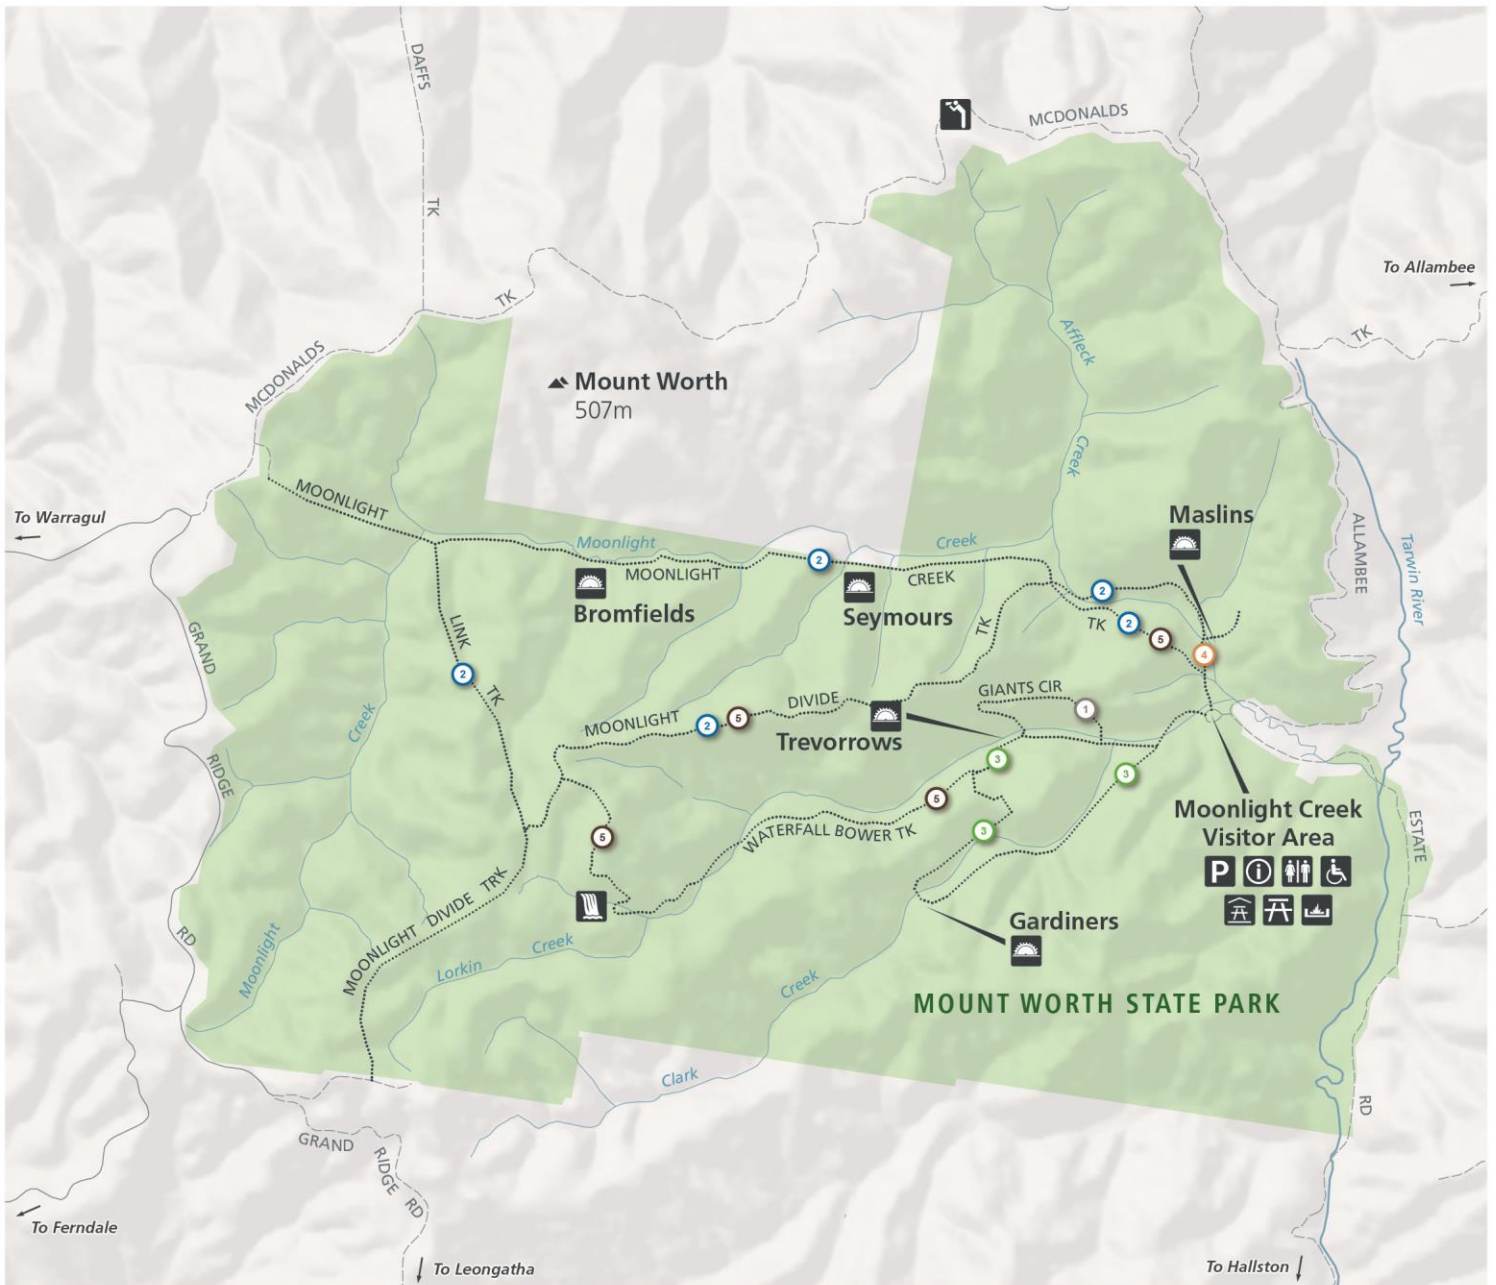 DAFFS
TK
MCDONALDS
To Allambee
TK
TK
MCDONALDS
Affleck
Creek
Mount Worth
507m
MOONLIGHT
To Warragul
Maslins
ALLAMBEE
Tarwin River
Moonlight
Creek
MOONLIGHT
2
CREEK
Bromfields
Seymours
2
TK
2
5
4
LINK
TK
2
GRAND
TK
GIANTS CIR
1
MOONLIGHT
2
5
DIVIDE
Trevorrows
Creek
RIDGE
3
3
5
3
5
WATERFALL BOWER TK
Moonlight Creek
Visitor Area
P
i
ESTATE
MOONLIGHT DIVIDE TRK
RD
Gardiners
Moonlight
Lorkin
Creek
Creek
MOUNT WORTH STATE PARK
Clark
RD
GRAND
RIDGE
RD
To Ferndale
To Leongatha
To Hallston